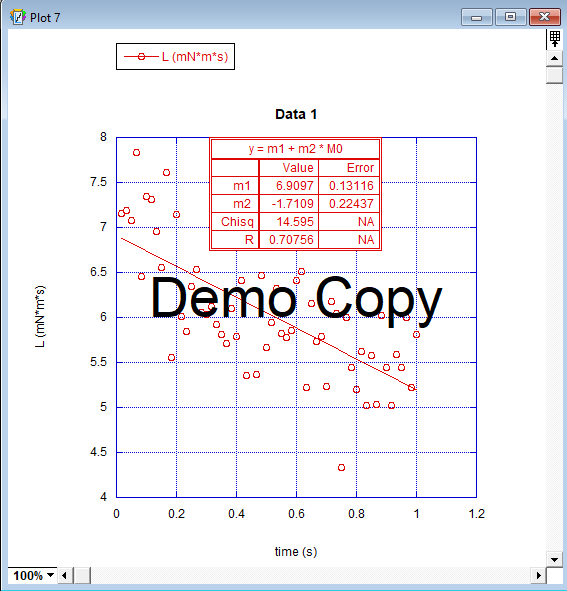 Plot 7
L (mN*m*s)
Data 1
y = m1 + m2 * M0
Value Error
m1 6.9097 0.13116
m2 -1.7109 0.22437
Chisq 14.595 NA
R 0.70756 NA
8
7.5
7
6.5
6
5.5
5
4.5
4
L (mN*m*s)
Demo Copy
0 0.2 0.4 0.6 0.8 1 1.2
time (s)
100%